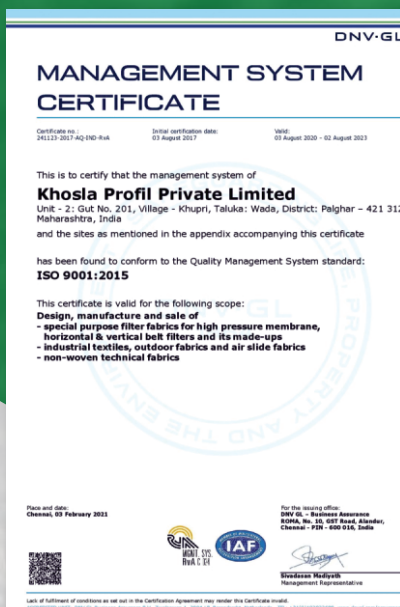 DNV·GL
MANAGEMENT SYSTEM
CERTIFICATE
Certificate no.:
241123-2017-AQ-IND-RvA
Initial certification date:
03 August 2017
Valid:
03 August 2020 – 02 August 2023
This is to certify that the management system of
Khosla Profil Private Limited
Unit - 2: Gut No. 201, Village - Khupri, Taluka: Wada, District: Palghar – 421 312
Maharashtra, India
and the sites as mentioned in the appendix accompanying this certificate
has been found to conform to the Quality Management System standard:
ISO 9001:2015
This certificate is valid for the following scope:
Design, manufacture and sale of
- special purpose filter fabrics for high pressure membrane,
horizontal & vertical belt filters and its made-ups
- industrial textiles, outdoor fabrics and air slide fabrics
- non-woven technical fabrics
Place and date:
Chennai, 03 February 2021
For the issuing office:
DNV GL – Business Assurance
ROMA, No. 10, GST Road, Alandur,
Chennai - PIN - 600 016, India
MGMT. SYS.
RvA C 024
IAF
Sivadasan Madiyath
Management Representative
Lack of fulfilment of conditions as set out in the Certification Agreement may render this Certificate invalid.